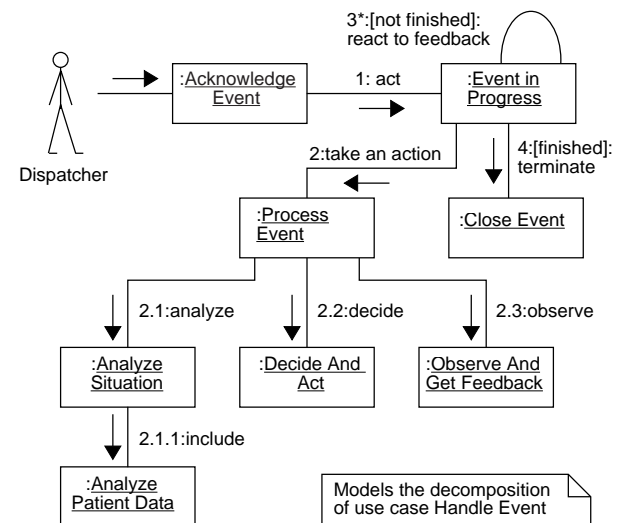 3*:[not finished]:
react to feedback
:Acknowledge
Event
1: act
:Event in
Progress
Dispatcher
2:take an action
4:[finished]:
terminate
:Process
Event
:Close Event
2.1:analyze
2.2:decide
2.3:observe
:Analyze
Situation
:Decide And
Act
:Observe And
Get Feedback
2.1.1:include
:Analyze
Patient Data
Models the decomposition
of use case Handle Event